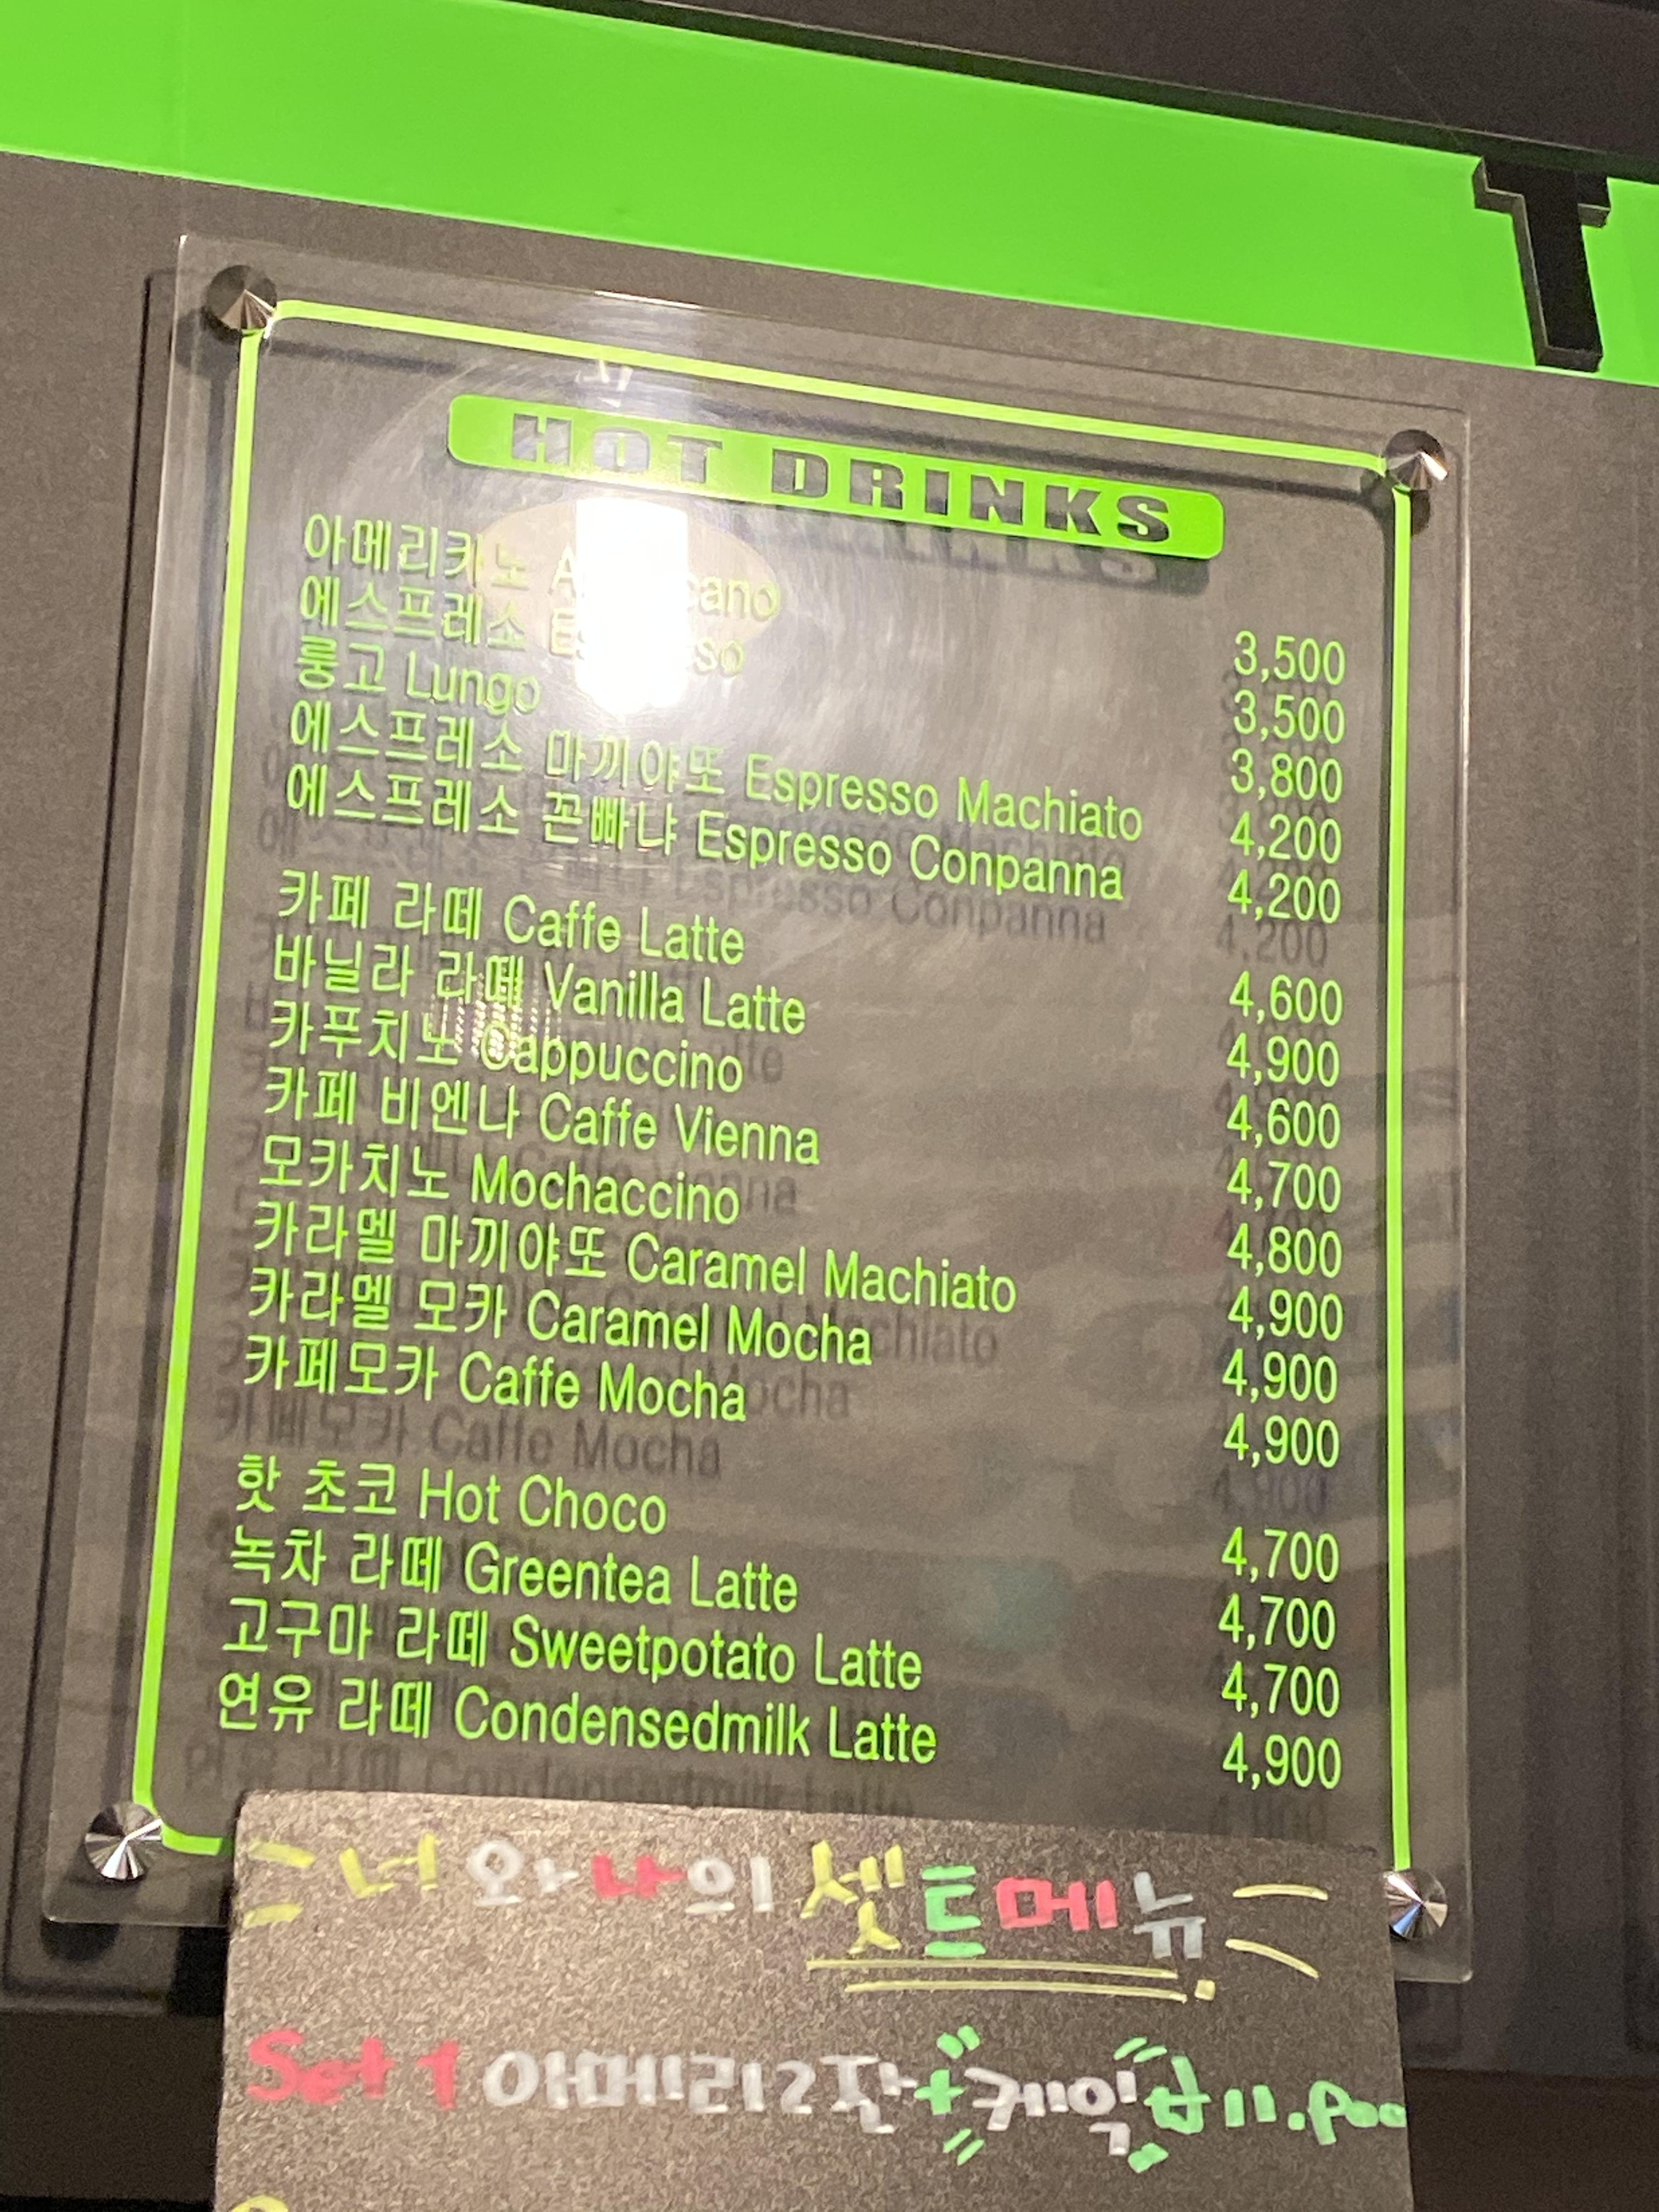 T
HOT DRINKS
아메리카노 Americano 3,500
에스프레소 Espresso 3,500
룽고 Lungo 3,800
에스프레소 마끼야또 Espresso Machiato 4,200
에스프레소 꼰빠냐 Espresso Conpanna 4,200
카페 라떼 Caffe Latte 4,600
바닐라 라떼 Vanilla Latte 4,900
카푸치노 Cappuccino 4,600
카페 비엔나 Caffe Vienna 4,700
모카치노 Mochaccino 4,800
카라멜 마끼야또 Caramel Machiato 4,900
카라멜 모카 Caramel Mocha 4,900
카페모카 Caffe Mocha 4,900
핫 초코 Hot Choco 4,700
녹차 라떼 Greentea Latte 4,700
고구마 라떼 Sweetpotato Latte 4,700
연유 라떼 Condensedmilk Latte 4,900
너와나의 셋트메뉴
Set 1 아메리2잔+케잌